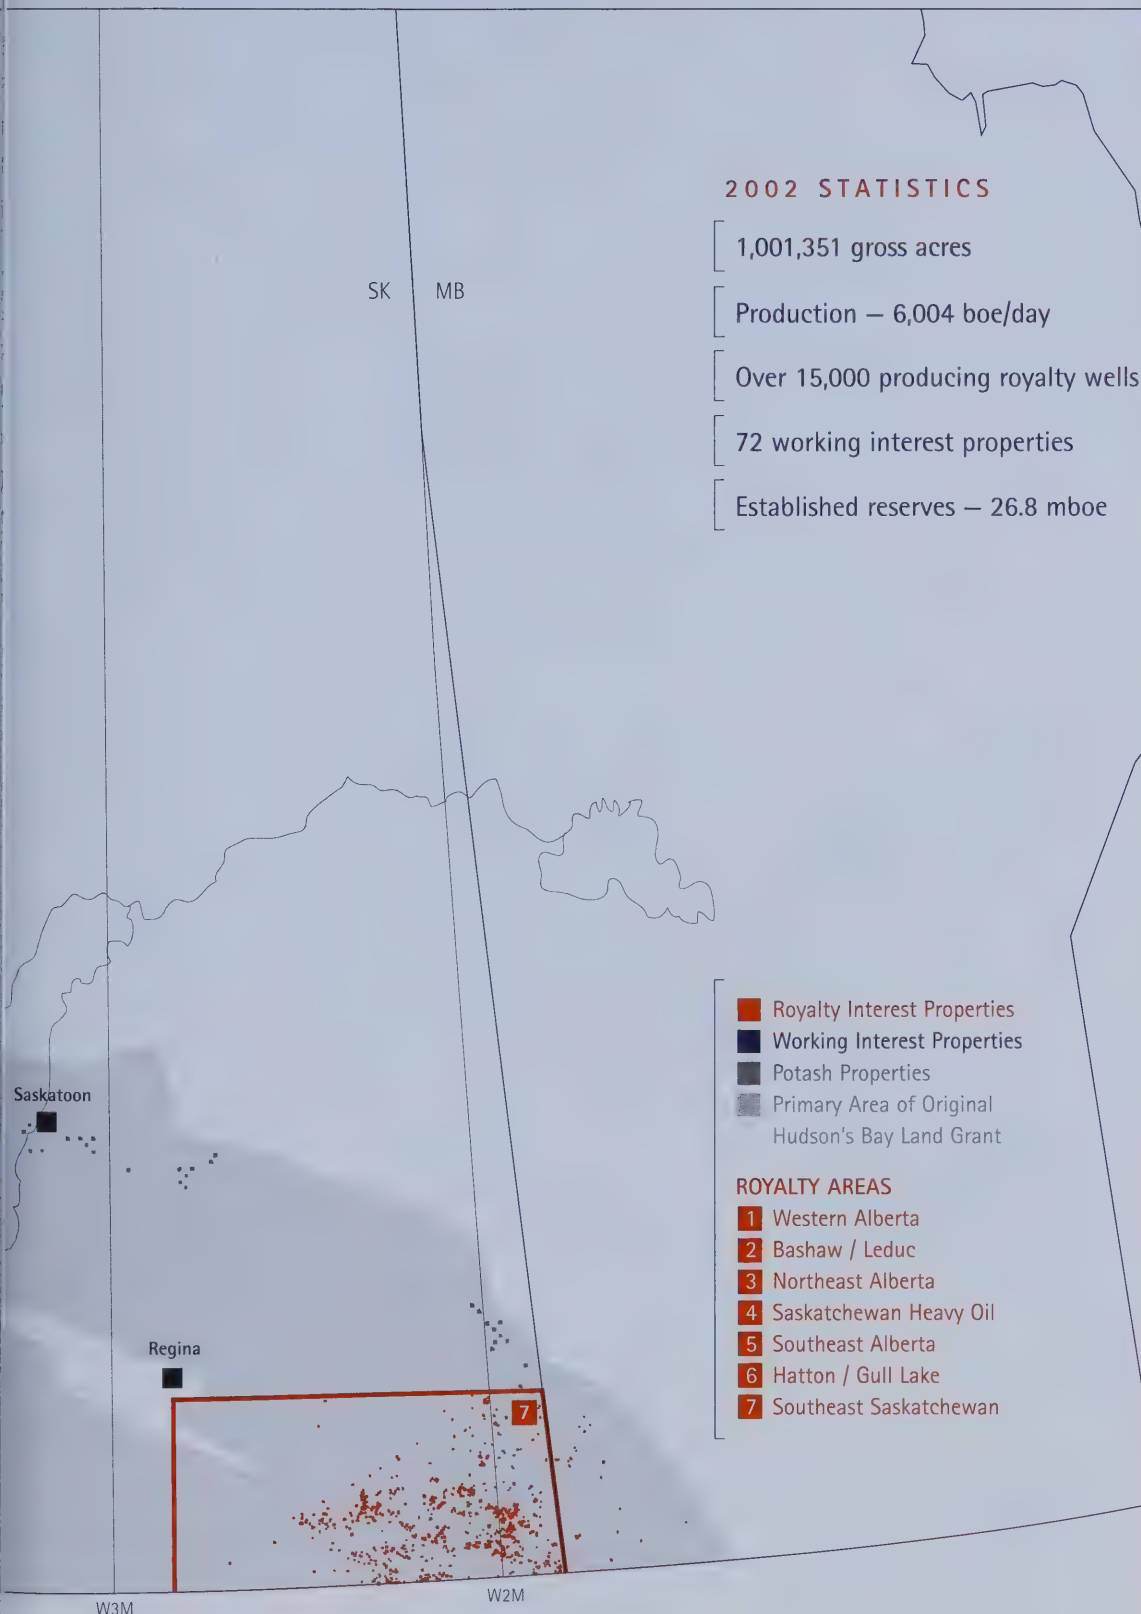 2002 STATISTICS
1,001,351 gross acres
SK MB
Production – 6,004 boe/day
Over 15,000 producing royalty wells
72 working interest properties
Established reserves – 26.8 mboe
Royalty Interest Properties
Working Interest Properties
Potash Properties
Primary Area of Original
Hudson's Bay Land Grant
ROYALTY AREAS
1 Western Alberta
2 Bashaw / Leduc
3 Northeast Alberta
4 Saskatchewan Heavy Oil
5 Southeast Alberta
6 Hatton / Gull Lake
7 Southeast Saskatchewan
Saskatoon
Regina
7
W3M
W2M